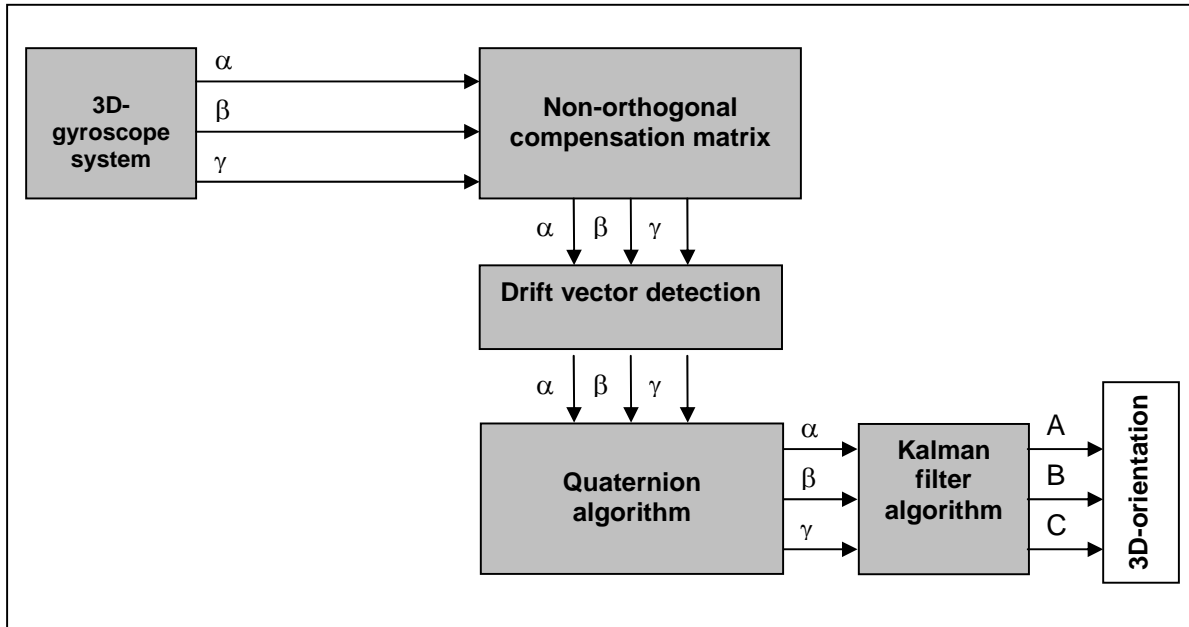 3D-
gyroscope
system
α
β
γ
Non-orthogonal
compensation matrix
α β γ
Drift vector detection
α β γ
Quaternion
algorithm
α
β
γ
Kalman
filter
algorithm
A
B
C
3D-orientation